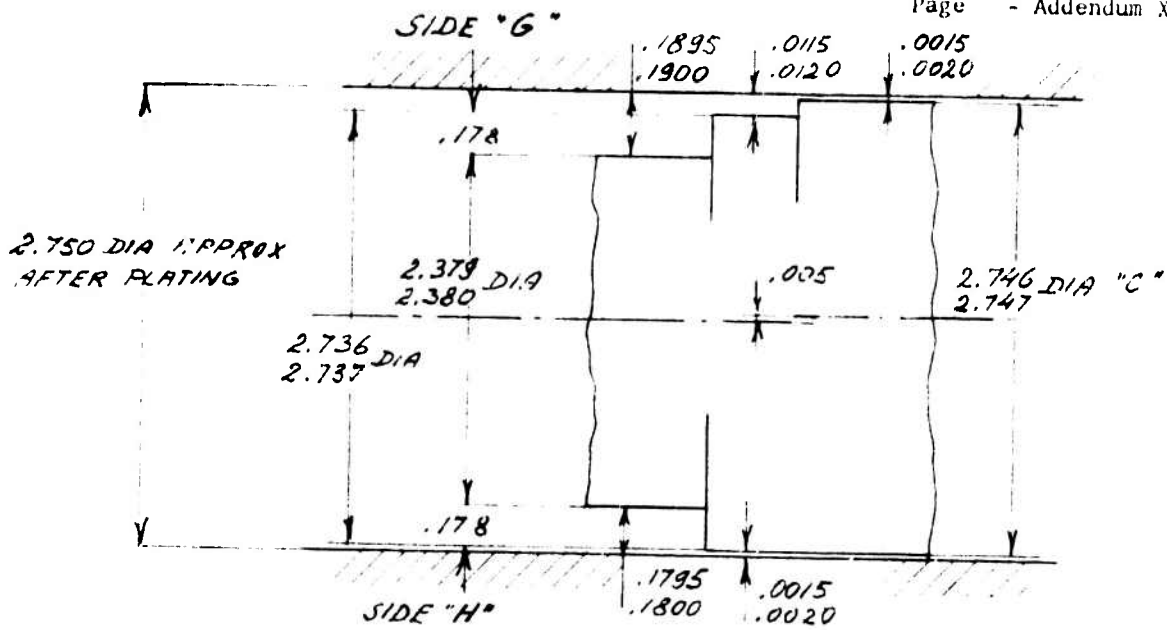 Page - Addendum X
SIDE "G"
.1895
.1900
.0115
.0120
.0015
.0020
.178
2.750 DIA APPROX
AFTER PLATING
2.379
2.380 DIA
.005
2.746
2.747 DIA "C"
2.736
2.737 DIA
.178
.1795
.1800
.0015
.0020
SIDE "H"